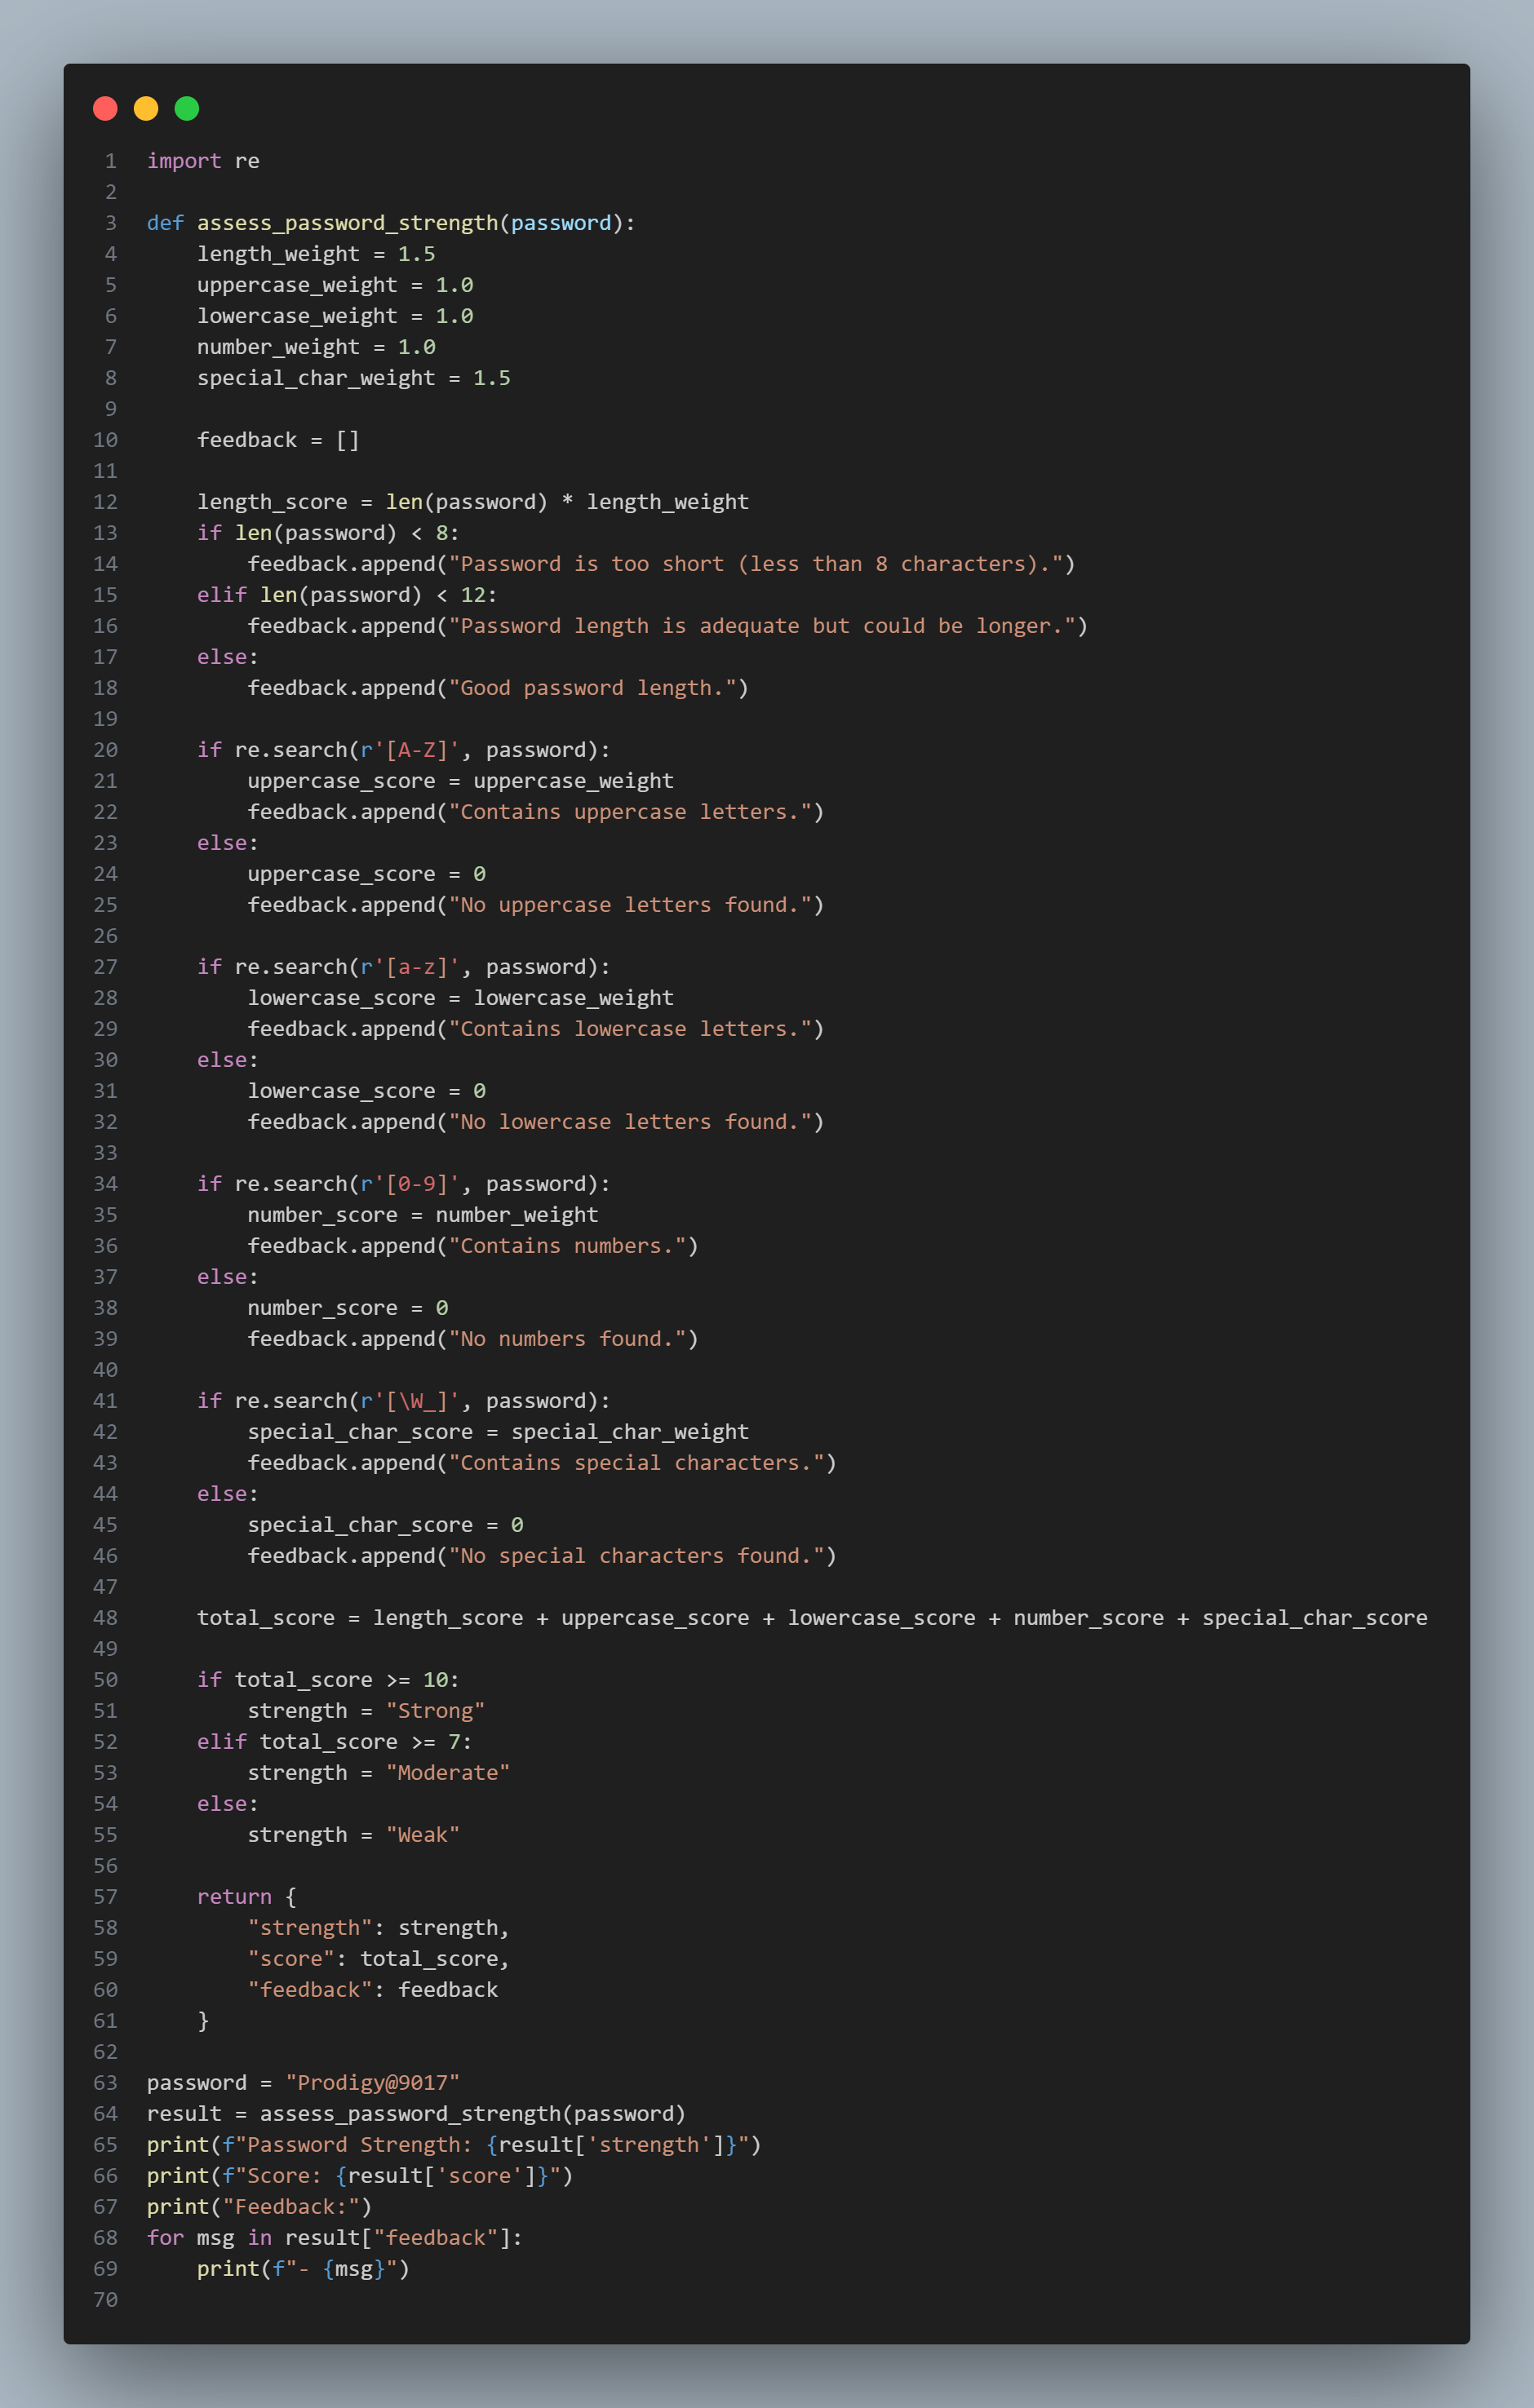 1 import re
2
3 def assess_password_strength(password):
4     length_weight = 1.5
5     uppercase_weight = 1.0
6     lowercase_weight = 1.0
7     number_weight = 1.0
8     special_char_weight = 1.5
9
10     feedback = []
11
12     length_score = len(password) * length_weight
13     if len(password) < 8:
14         feedback.append("Password is too short (less than 8 characters).")
15     elif len(password) < 12:
16         feedback.append("Password length is adequate but could be longer.")
17     else:
18         feedback.append("Good password length.")
19
20     if re.search(r'[A-Z]', password):
21         uppercase_score = uppercase_weight
22         feedback.append("Contains uppercase letters.")
23     else:
24         uppercase_score = 0
25         feedback.append("No uppercase letters found.")
26
27     if re.search(r'[a-z]', password):
28         lowercase_score = lowercase_weight
29         feedback.append("Contains lowercase letters.")
30     else:
31         lowercase_score = 0
32         feedback.append("No lowercase letters found.")
33
34     if re.search(r'[0-9]', password):
35         number_score = number_weight
36         feedback.append("Contains numbers.")
37     else:
38         number_score = 0
39         feedback.append("No numbers found.")
40
41     if re.search(r'[\W_]', password):
42         special_char_score = special_char_weight
43         feedback.append("Contains special characters.")
44     else:
45         special_char_score = 0
46         feedback.append("No special characters found.")
47
48     total_score = length_score + uppercase_score + lowercase_score + number_score + special_char_score
49
50     if total_score >= 10:
51         strength = "Strong"
52     elif total_score >= 7:
53         strength = "Moderate"
54     else:
55         strength = "Weak"
56
57     return {
58         "strength": strength,
59         "score": total_score,
60         "feedback": feedback
61     }
62
63 password = "Prodigy@9017"
64 result = assess_password_strength(password)
65 print(f"Password Strength: {result['strength']}")
66 print(f"Score: {result['score']}")
67 print("Feedback:")
68 for msg in result["feedback"]:
69     print(f"- {msg}")
70